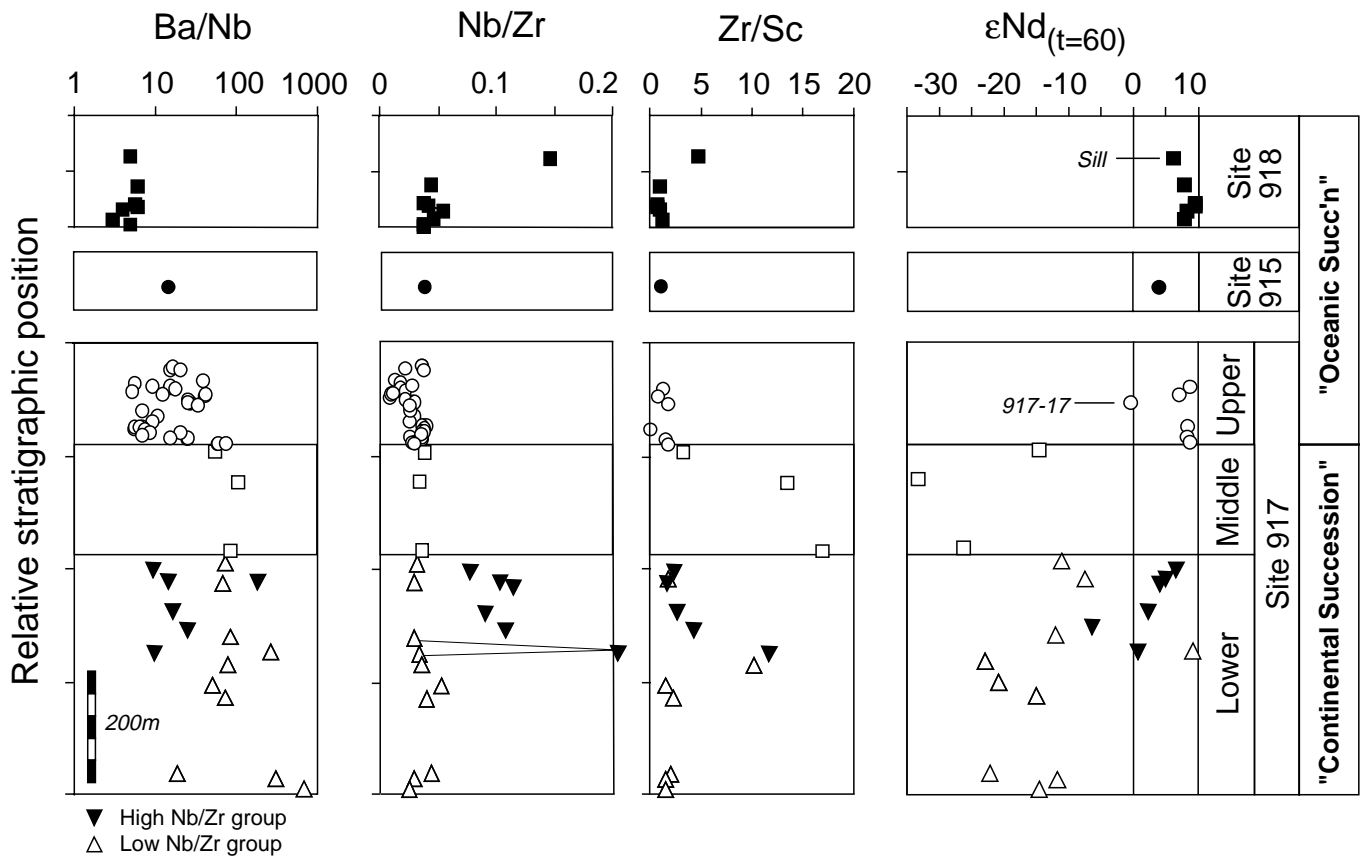 Ba/Nb Nb/Zr Zr/Sc εNd(t=60)
1 10 100 1000 0 0.1 0.2 0 5 10 15 20 -30 -20 -10 0 10
Relative stratigraphic position
Sill
Site 918
Site 915
917-17
Upper
Middle
Lower
Site 917
"Oceanic Succ'n"
"Continental Succession"
200m
High Nb/Zr group
Low Nb/Zr group